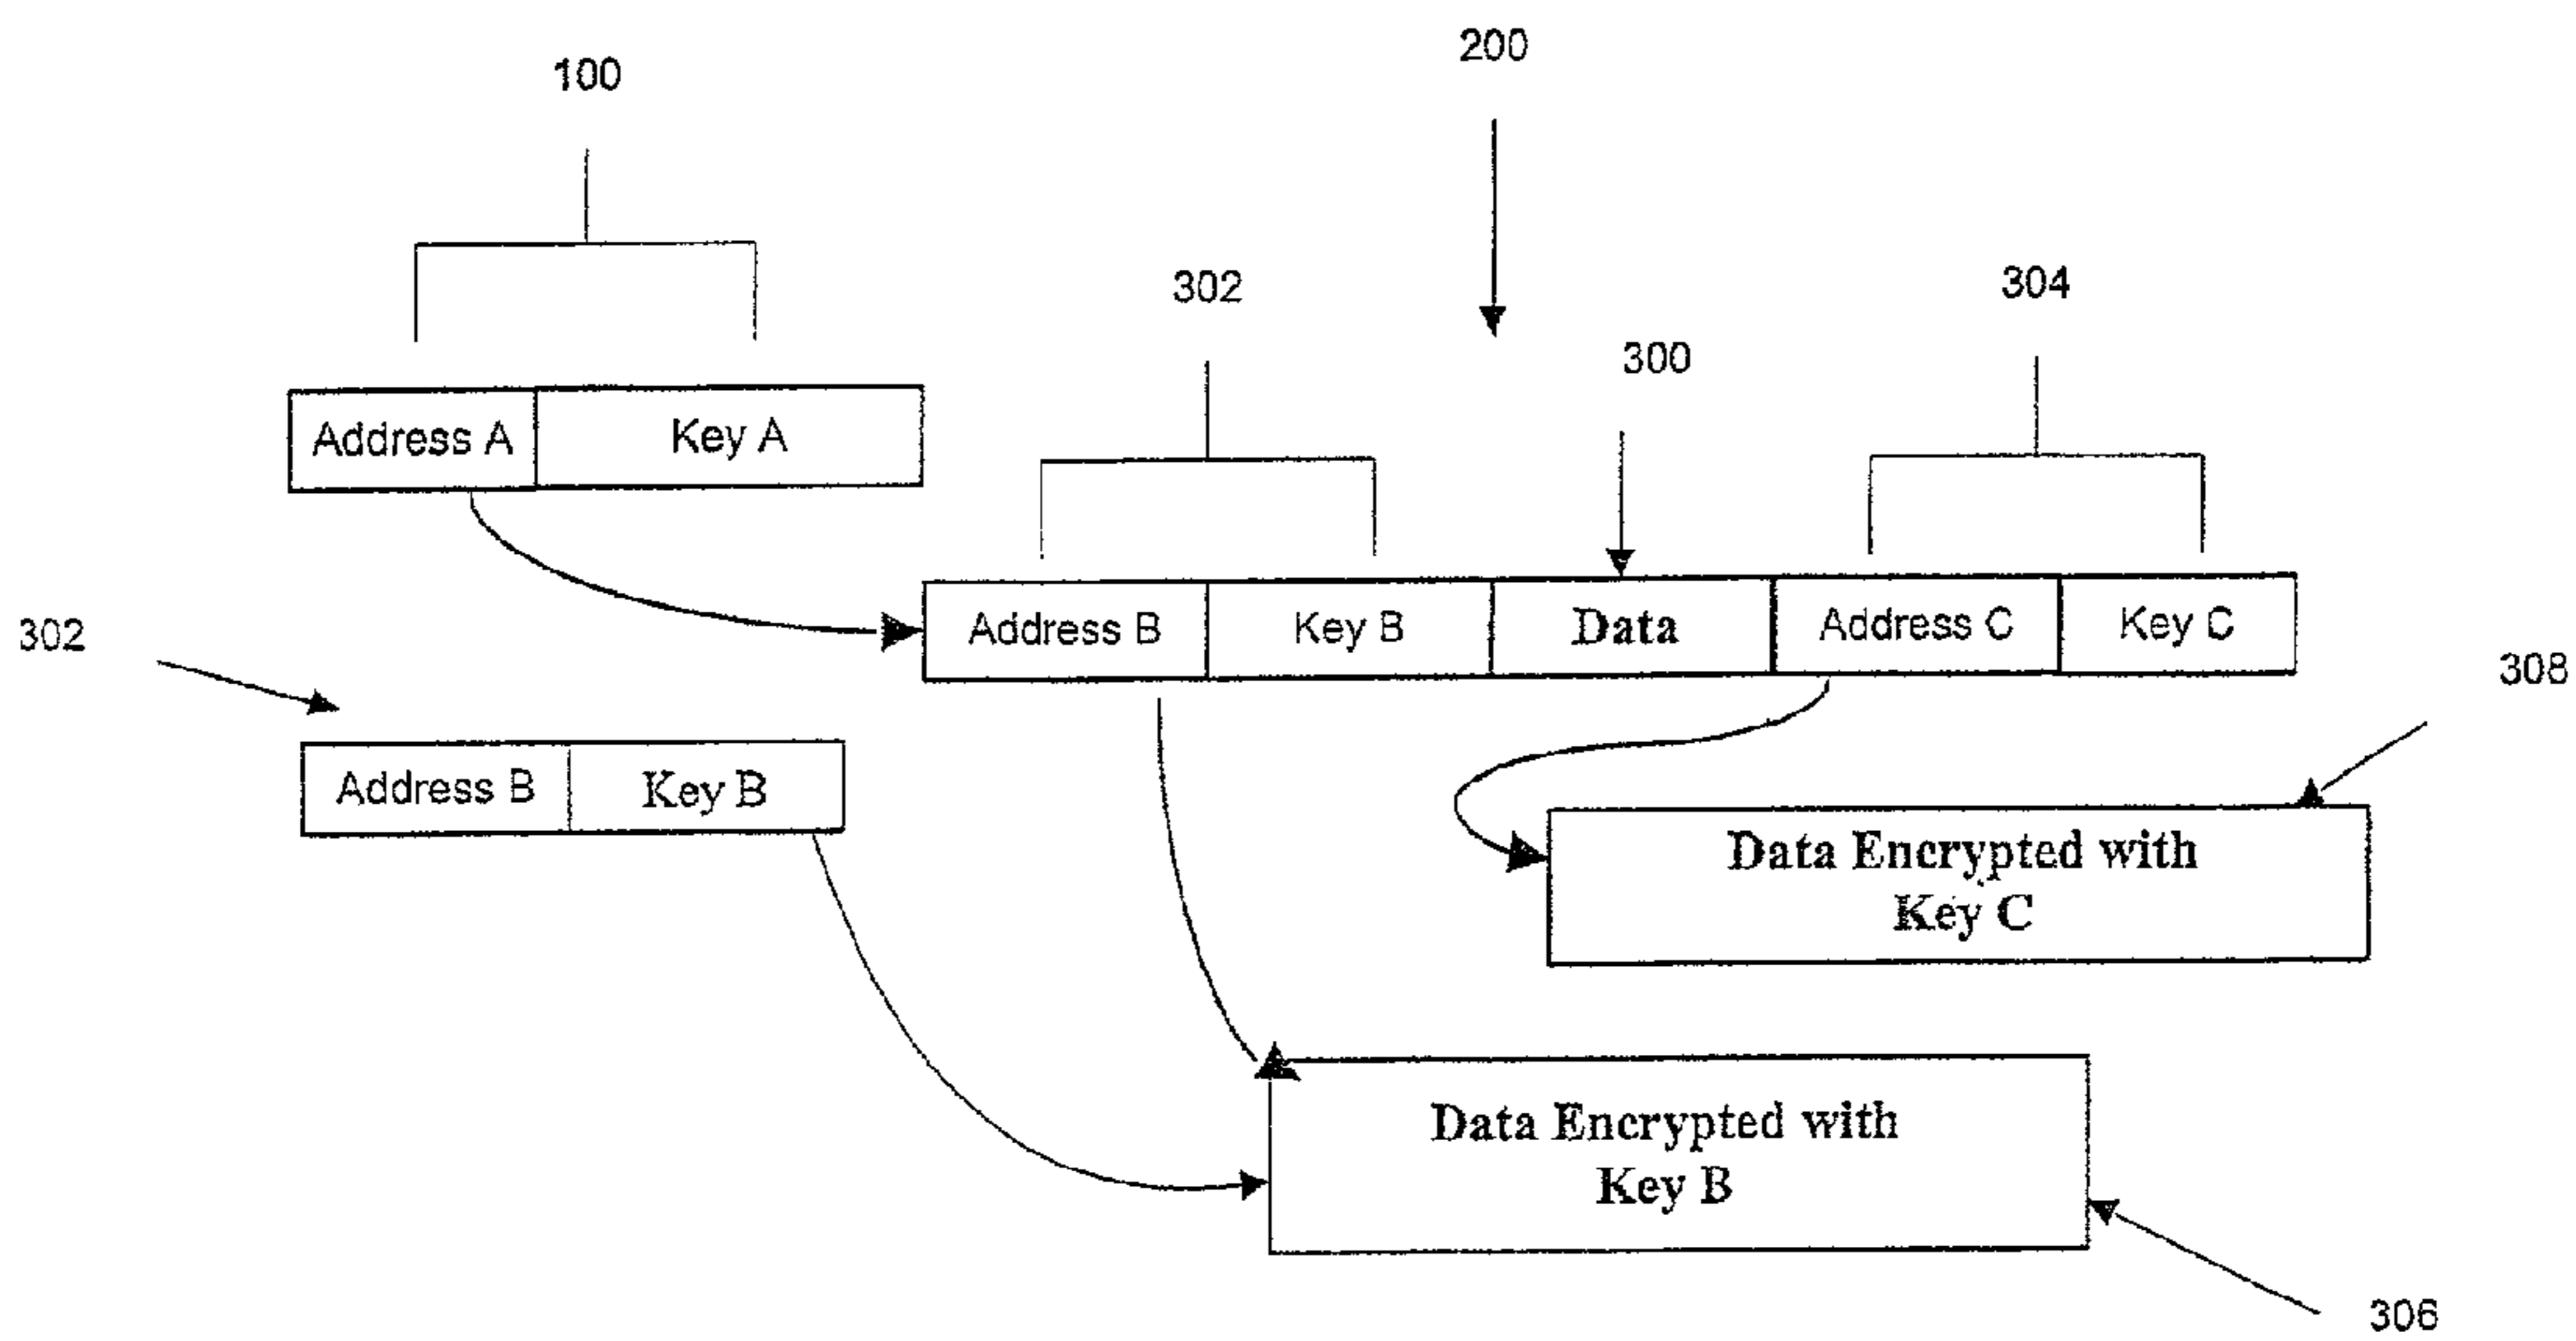 200
100
302
304
300
Address A
Key A
Address B
Key B
Data
Address C
Key C
302
308
Address B
Key B
Data Encrypted with
Key C
Data Encrypted with
Key B
306